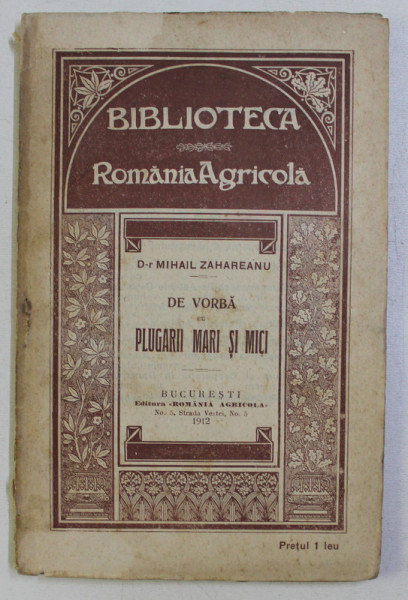 BIBLIOTECA
România Agricolă
D-r MIHAIL ZAHAREANU
DE VORBĂ
cu
PLUGARII MARI ȘI MICI
BUCUREȘTI
Editura «ROMÂNIA AGRICOLA»
No. 5, Strada No. 5
1912
Prețul 1 leu